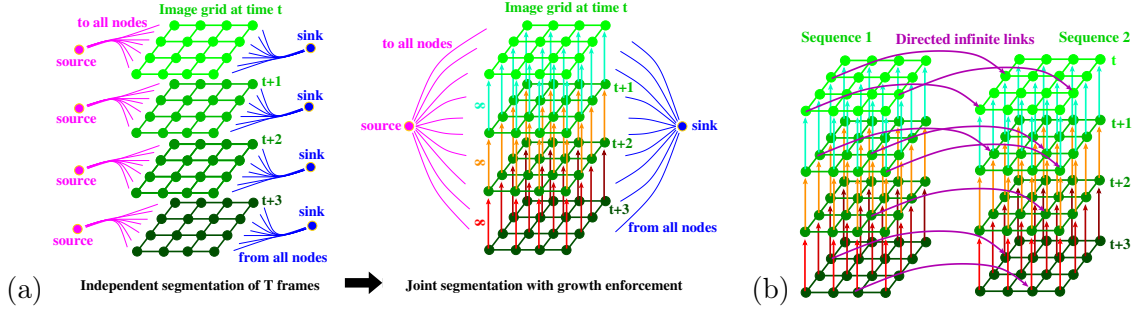 Image grid at time t
to all nodes
source
sink
t+1
source
sink
t+2
source
sink
t+3
source
sink
from all nodes
(a)
Independent segmentation of T frames
Image grid at time t
to all nodes
∞
t+1
source
sink
t+2
∞
t+3
∞
from all nodes
Joint segmentation with growth enforcement
Sequence 1
Directed infinite links
Sequence 2
t
t+1
t+2
t+3
(b)